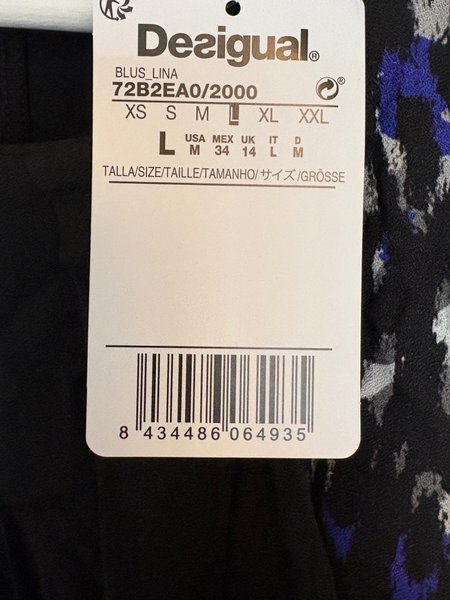 Desigual®
BLUS_LINA
72B2EA0/2000
XS S M L XL XXL
L USA M MEX 34 UK 14 IT L D M
TALLA/SIZE/TAILLE/TAMANHO/サイズ/GRÖSSE
8 434486 064935